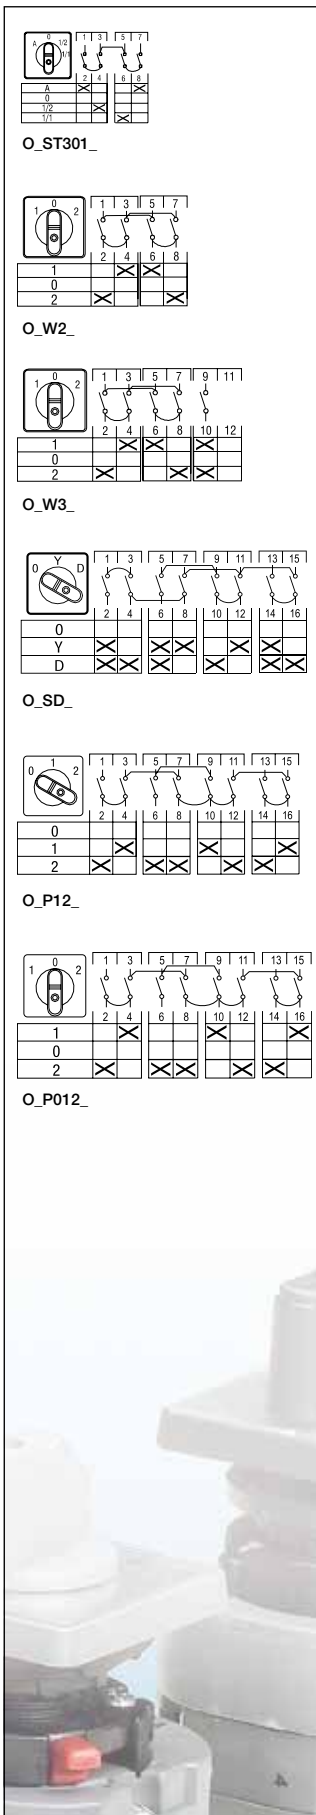 0
A 1/2
1/1
1 3 5 7
2 4 6 8
A X X
0
1/2 X
1/1 X
O_ST301_
0
1 2
1 3 5 7
2 4 6 8
1 X X
0
2 X X
O_W2_
0
1 2
1 3 5 7 9 11
2 4 6 8 10 12
1 X X X
0
2 X X X
O_W3_
Y
0 D
1 3 5 7 9 11 13 15
2 4 6 8 10 12 14 16
0
Y X X X X X
D X X X X X X
O_SD_
1
0 2
1 3 5 7 9 11 13 15
2 4 6 8 10 12 14 16
0
1 X X X
2 X X X X X
O_P12_
0
1 2
1 3 5 7 9 11 13 15
2 4 6 8 10 12 14 16
1 X X X
0
2 X X X X X
O_P012_